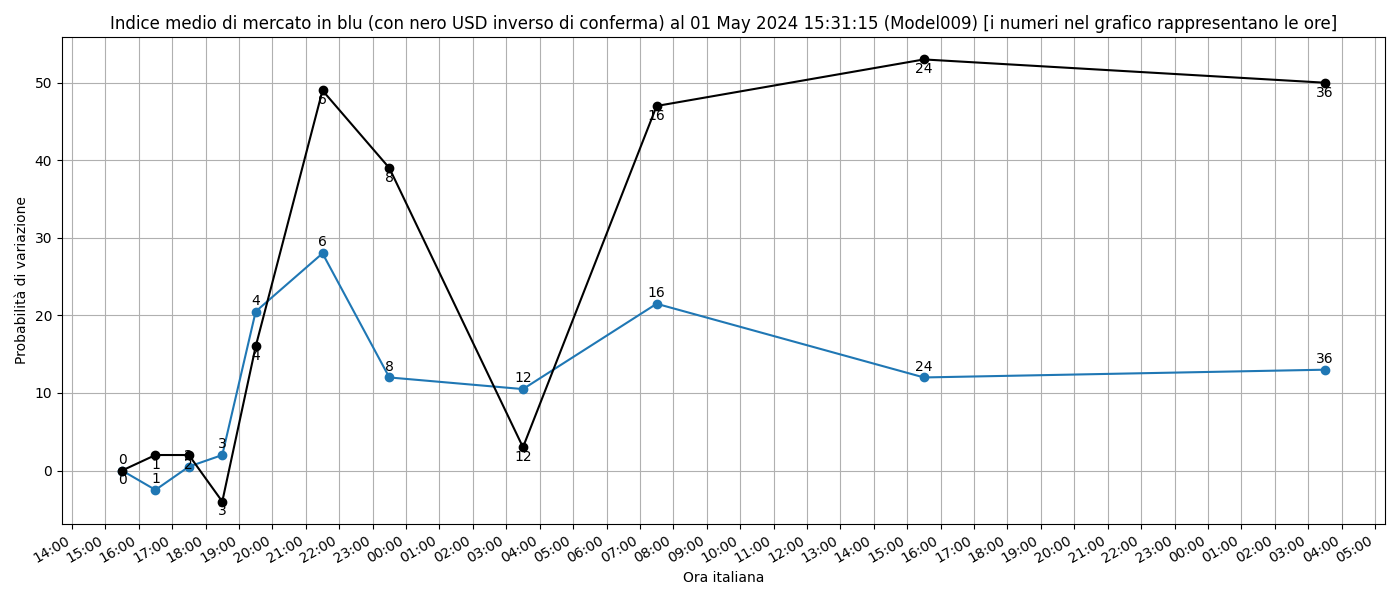 Indice medio di mercato in blu (con nero USD inverso di conferma) al 01 May 2024 15:31:15 (Model009) [i numeri nel grafico rappresentano le ore]
Probabilità di variazione
50
40
30
20
10
0
0 1 2 3 4 6 8 12 16 24 36
0 1 2 3 4 6 8 12 16 24 36
14:00 15:00 16:00 17:00 18:00 19:00 20:00 21:00 22:00 23:00 00:00 01:00 02:00 03:00 04:00 05:00 06:00 07:00 08:00 09:00 10:00 11:00 12:00 13:00 14:00 15:00 16:00 17:00 18:00 19:00 20:00 21:00 22:00 23:00 00:00 01:00 02:00 03:00 04:00 05:00
Ora italiana